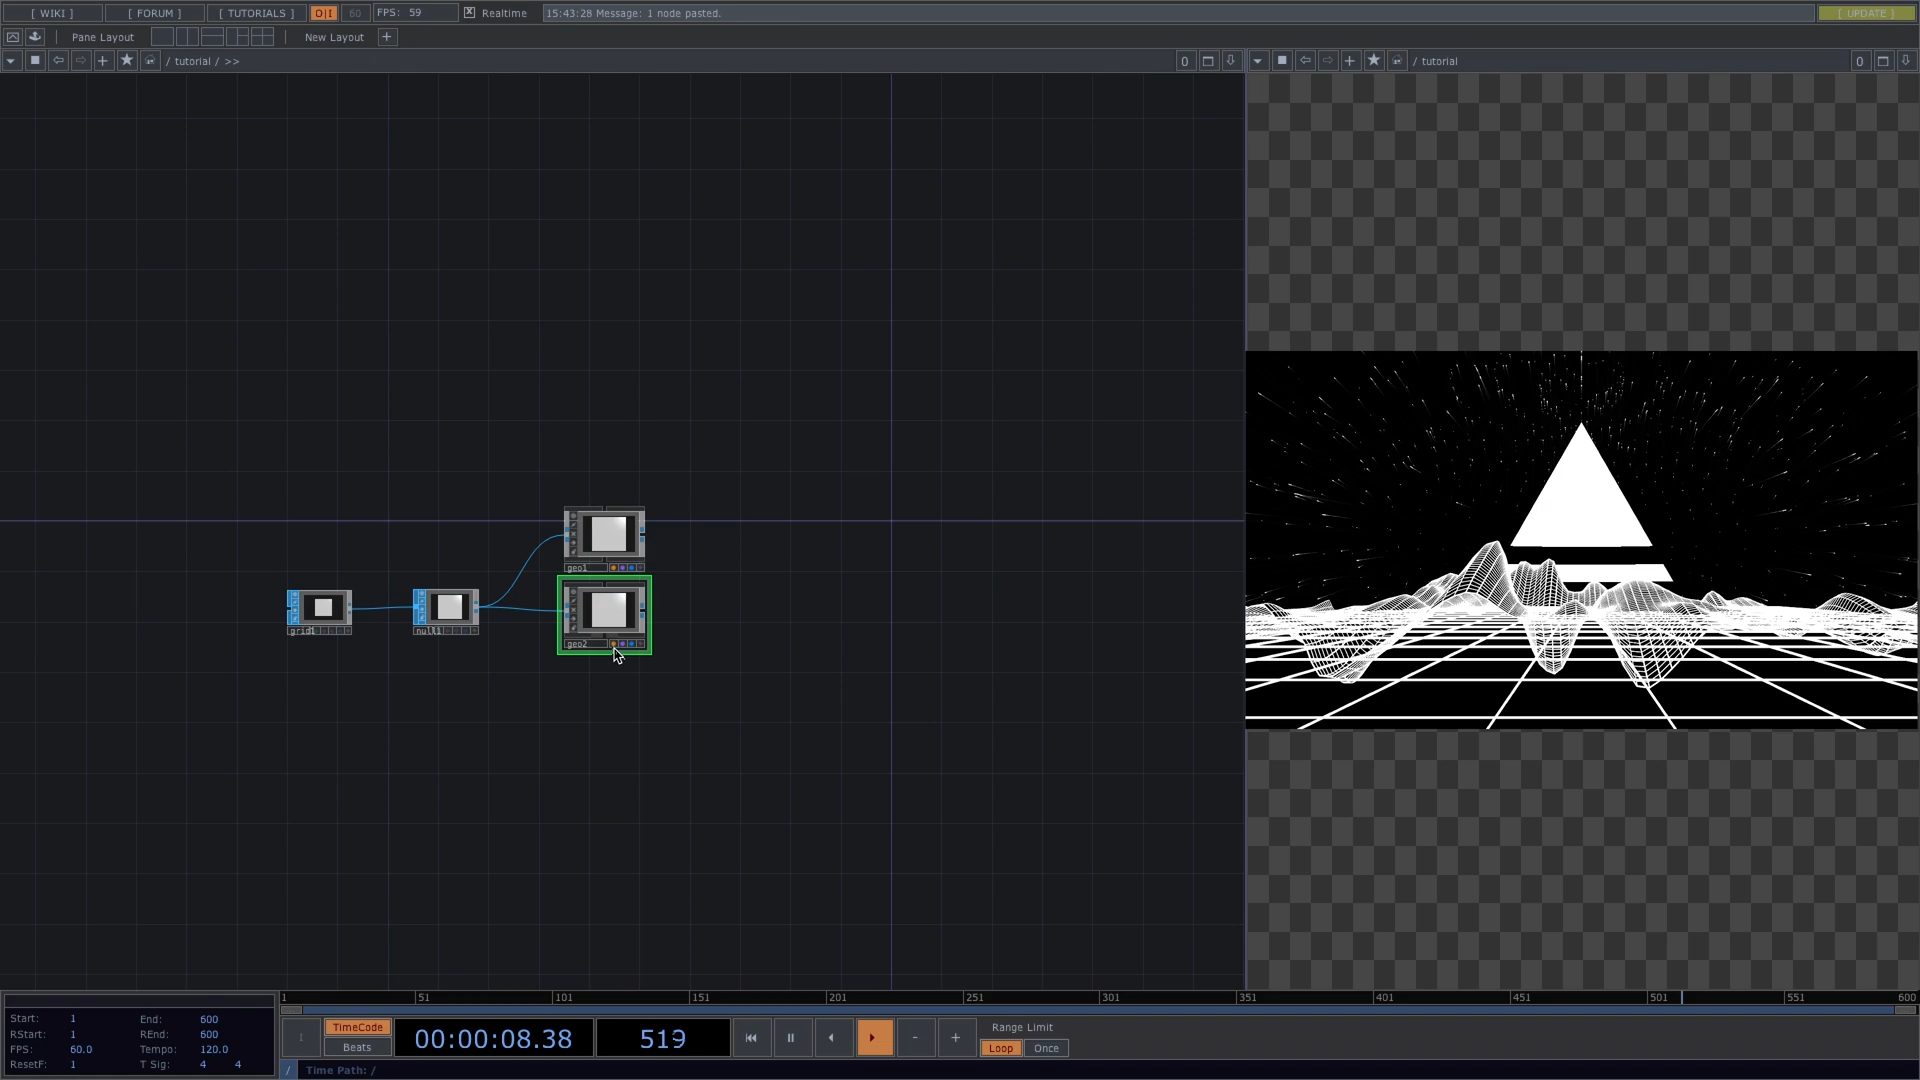 [ WIKI ] [ FORUM ] [ TUTORIALS ] O|I 60 FPS: 59 Realtime 15:43:28 Message: 1 node pasted. [ UPDATE ]
Pane Layout New Layout +
/ tutorial / >> 0 / tutorial 0
geo1
grid1 null1
geo2
1 51 101 151 201 251 301 351 401 451 501 551 600
Start: 1 End: 600
RStart: 1 REnd: 600
FPS: 60.0 Tempo: 120.0
ResetF: 1 T Sig: 4 4
1 TimeCode 00:00:08.38 519 - + Range Limit
Beats Loop Once
/ Time Path: /